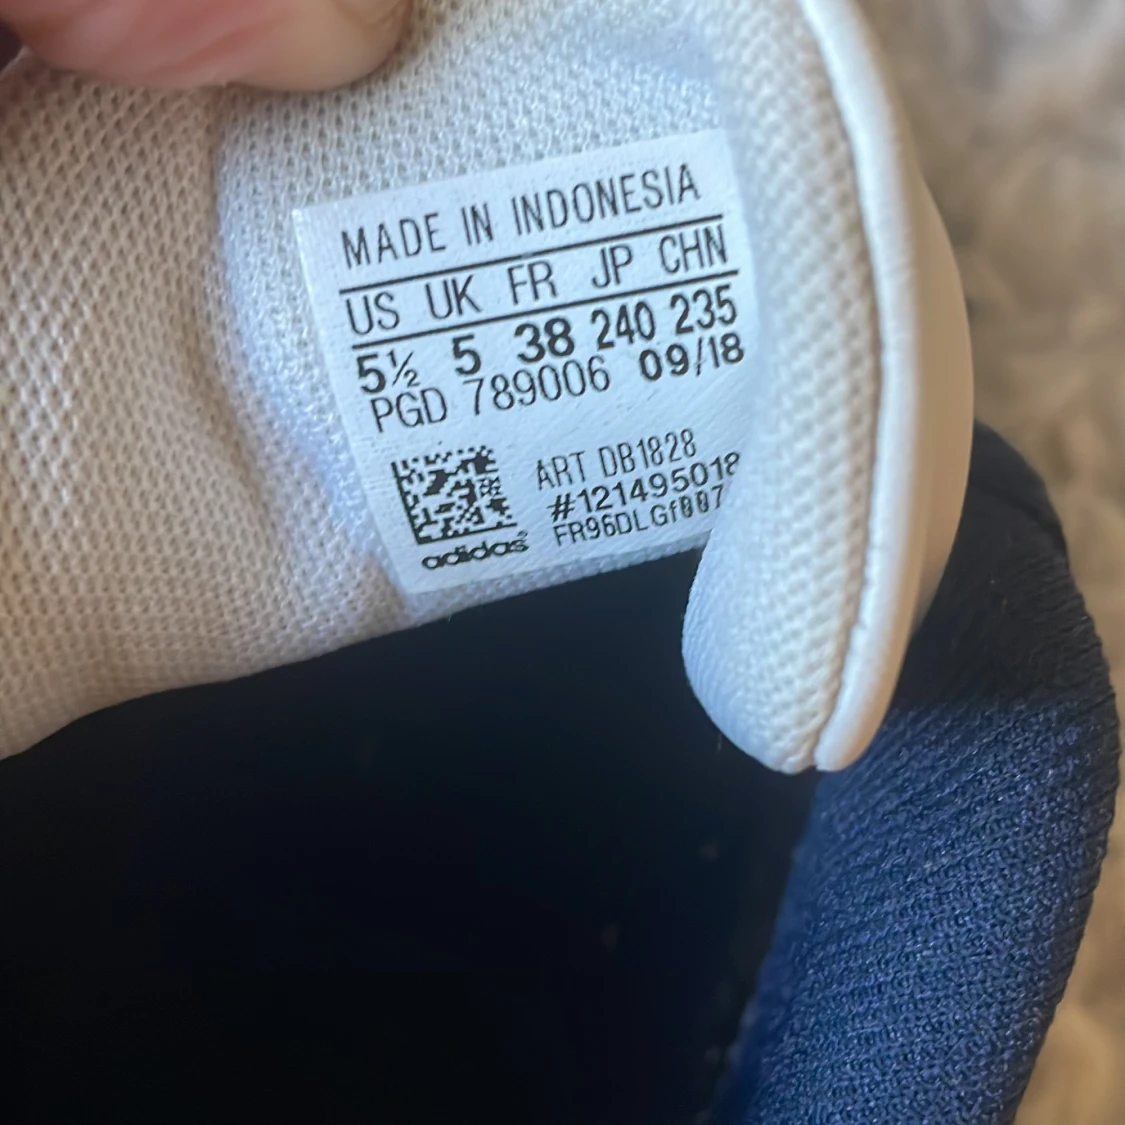 MADE IN INDONESIA
US UK FR JP CHN
5½ 5 38 240 235
PGD 789006 09/18
ART DB1828
#121495018
adidas